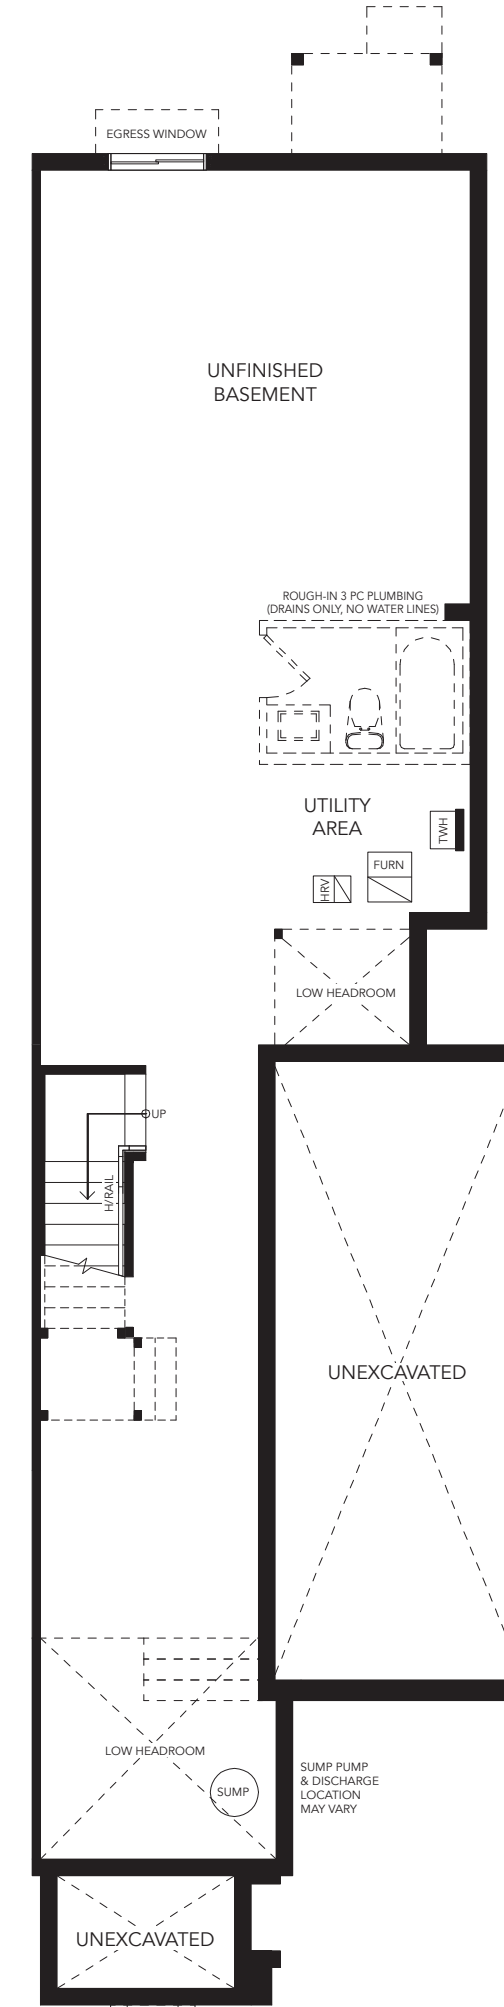 EGRESS WINDOW
UNFINISHED
BASEMENT
ROUGH-IN 3 PC PLUMBING
(DRAINS ONLY, NO WATER LINES)
UTILITY
AREA
TWH
FURN
HRV
LOW HEADROOM
UP
H/RAIL
UNEXCAVATED
LOW HEADROOM
SUMP
SUMP PUMP
& DISCHARGE
LOCATION
MAY VARY
UNEXCAVATED